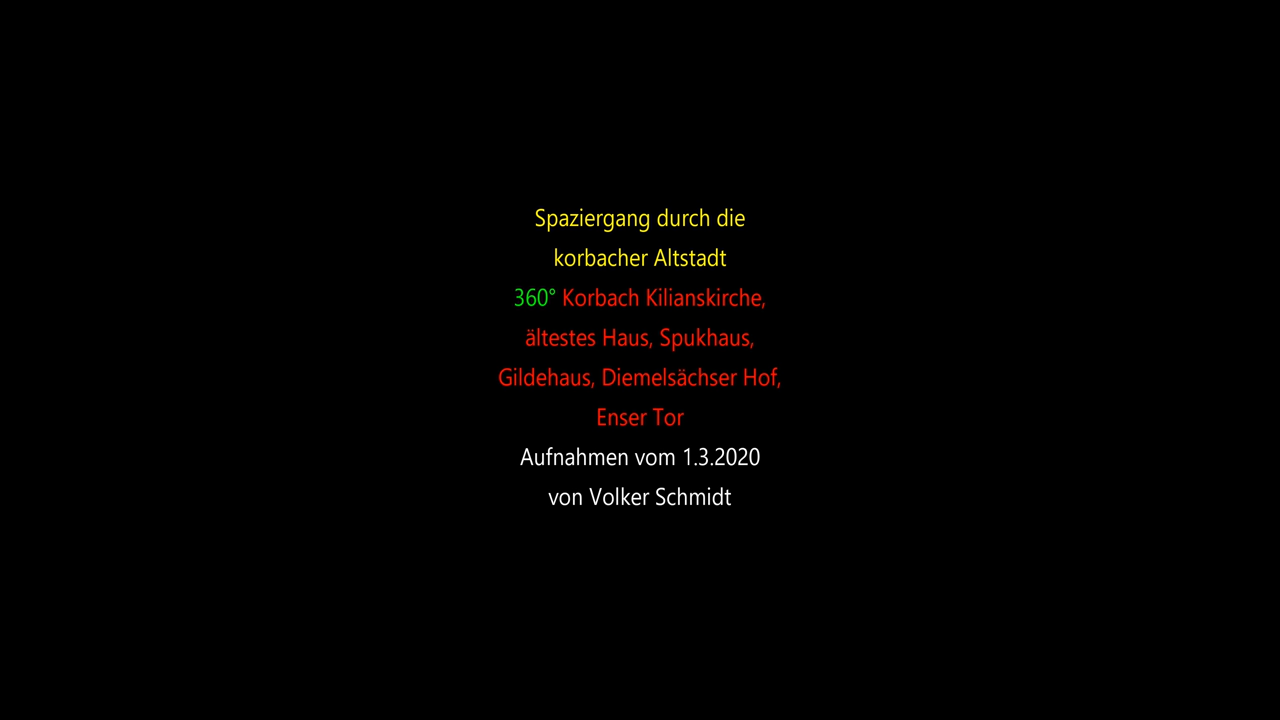 Spaziergang durch die
korbacher Altstadt
360° Korbach Kilianskirche,
ältestes Haus, Spukhaus,
Gildehaus, Diemelsächser Hof,
Enser Tor
Aufnahmen vom 1.3.2020
von Volker Schmidt